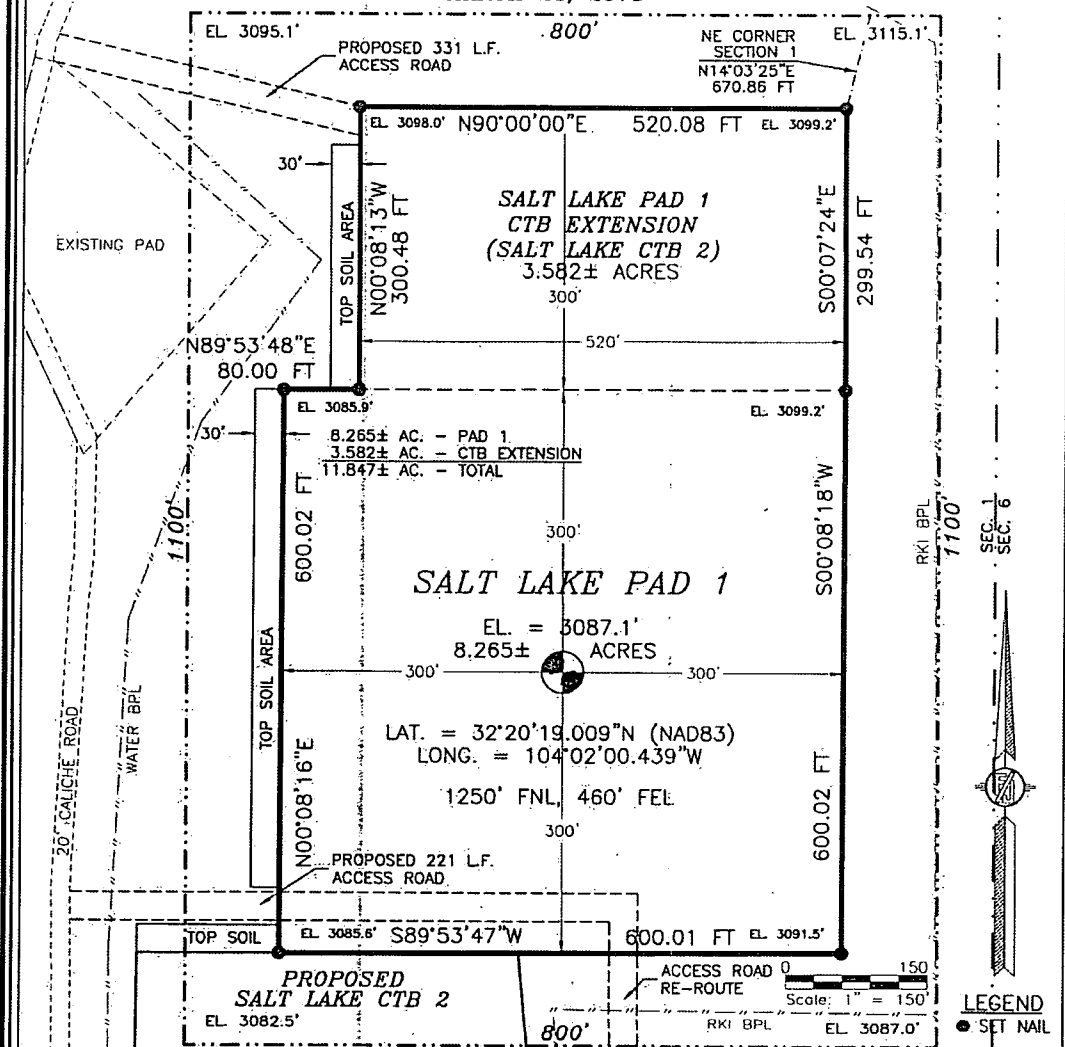 EL. 3095.1'
800'
EL. 3115.1'
PROPOSED 331 L.F.
ACCESS ROAD
NE CORNER
SECTION 1
N14°03'25"E
670.86 FT
EL. 3098.0'
N90°00'00"E
520.08 FT
EL. 3099.2'
30'
TOP SOIL AREA
N00°08'13"W
300.48 FT
SALT LAKE PAD 1
CTB EXTENSION
(SALT LAKE CTB 2)
3.582± ACRES
300'
S00°07'24"E
299.54 FT
EXISTING PAD
520'
N89°53'48"E
80.00 FT
EL. 3085.9'
EL. 3099.2'
30'
8.265± AC. - PAD 1
3.582± AC. - CTB EXTENSION
11.847± AC. - TOTAL
1100'
600.02 FT
300'
S00°08'18"W
RKI BPL
1100'
SEC. 1
SEC. 6
SALT LAKE PAD 1
EL. = 3087.1'
8.265± ACRES
300'
300'
TOP SOIL AREA
WATER BPL
20' CALICHE ROAD
N00°08'16"E
LAT. = 32°20'19.009"N (NAD83)
LONG. = 104°02'00.439"W
1250' FNL, 460' FEL
300'
600.02 FT
PROPOSED 221 L.F.
ACCESS ROAD
TOP SOIL
EL. 3085.6'
S89°53'47"W
600.01 FT
EL. 3091.5'
PROPOSED
SALT LAKE CTB 2
EL. 3082.5'
ACCESS ROAD
RE-ROUTE
0 150
Scale: 1" = 150'
800'
RKI BPL
EL. 3087.0'
LEGEND
SET NAIL